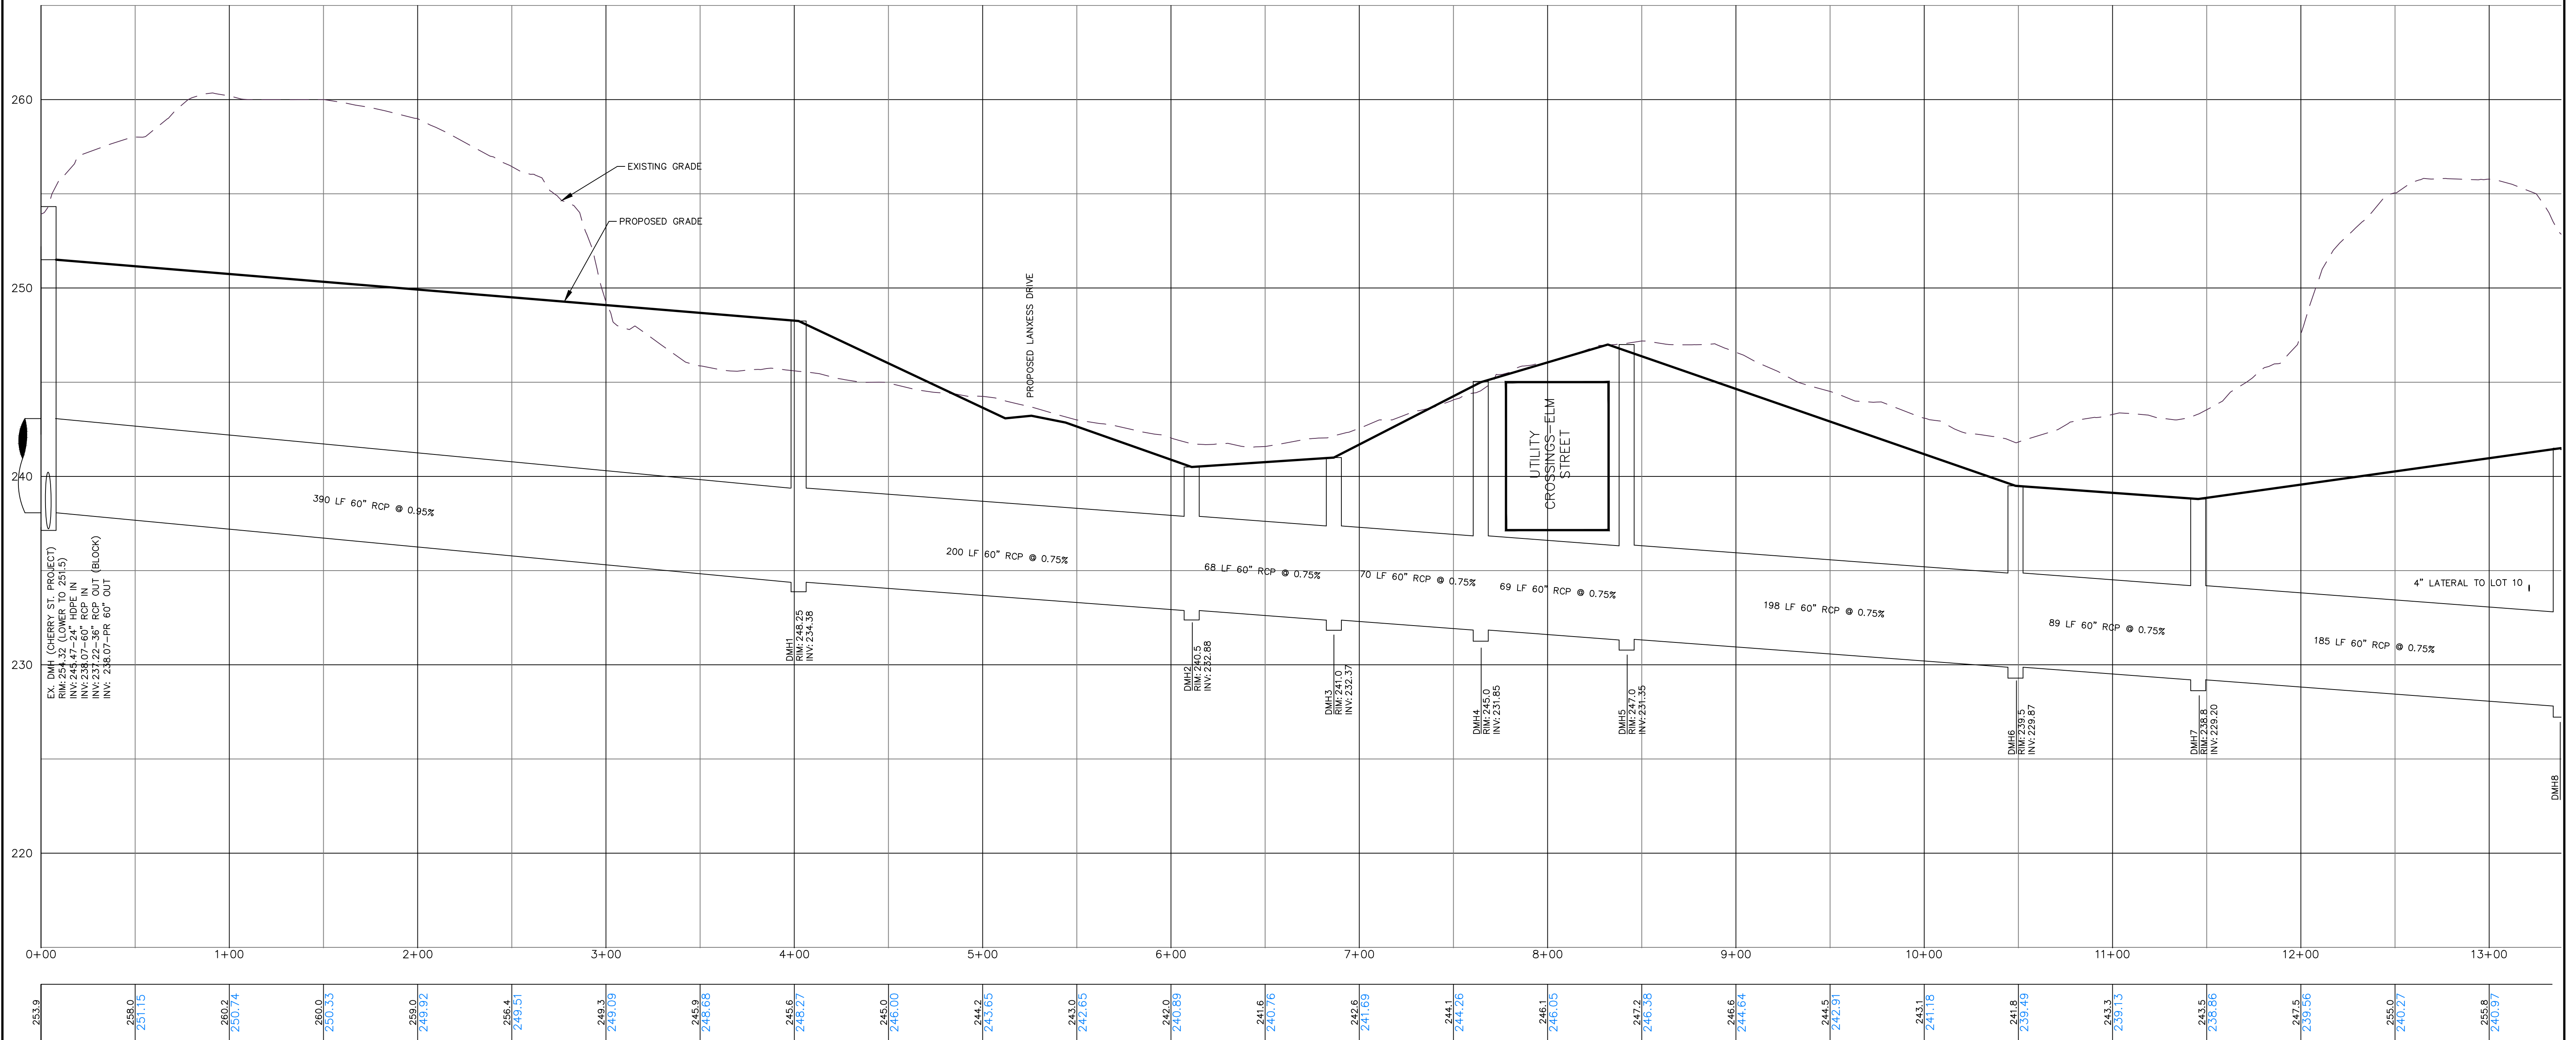 260
250
240
230
220
EXISTING GRADE
PROPOSED GRADE
PROPOSED LANXESS DRIVE
UTILITY
CROSSINGS-ELM
STREET
390 LF 60" RCP @ 0.95%
200 LF 60" RCP @ 0.75%
68 LF 60" RCP @ 0.75%
70 LF 60" RCP @ 0.75%
69 LF 60" RCP @ 0.75%
198 LF 60" RCP @ 0.75%
89 LF 60" RCP @ 0.75%
185 LF 60" RCP @ 0.75%
4" LATERAL TO LOT 10
EX. DMH (CHERRY ST. PROJECT)
RIM: 254.32 (LOWER TO 251.5)
INV: 245.47-24" HDPE IN
INV: 238.07-60" RCP IN
INV: 237.22-36" RCP OUT (BLOCK)
INV: 238.07-PR 60" OUT
DMH1
RIM: 248.25
INV: 234.38
DMH2
RIM: 240.5
INV: 232.88
DMH3
RIM: 241.0
INV: 232.37
DMH4
RIM: 245.0
INV: 231.85
DMH5
RIM: 247.0
INV: 231.35
DMH6
RIM: 239.5
INV: 229.87
DMH7
RIM: 238.8
INV: 229.20
DMH8
0+00 1+00 2+00 3+00 4+00 5+00 6+00 7+00 8+00 9+00 10+00 11+00 12+00 13+00
253.9
258.0
251.15
260.2
250.74
260.0
250.33
259.0
249.92
256.4
249.51
249.3
249.09
245.9
248.68
245.6
248.27
245.0
246.00
244.2
243.65
243.0
242.65
242.0
240.89
241.6
240.76
242.6
241.69
244.1
244.26
246.1
246.05
247.2
246.38
246.6
244.64
244.5
242.91
243.1
241.18
241.8
239.49
243.3
239.13
243.5
238.86
247.5
239.56
255.0
240.27
255.8
240.97